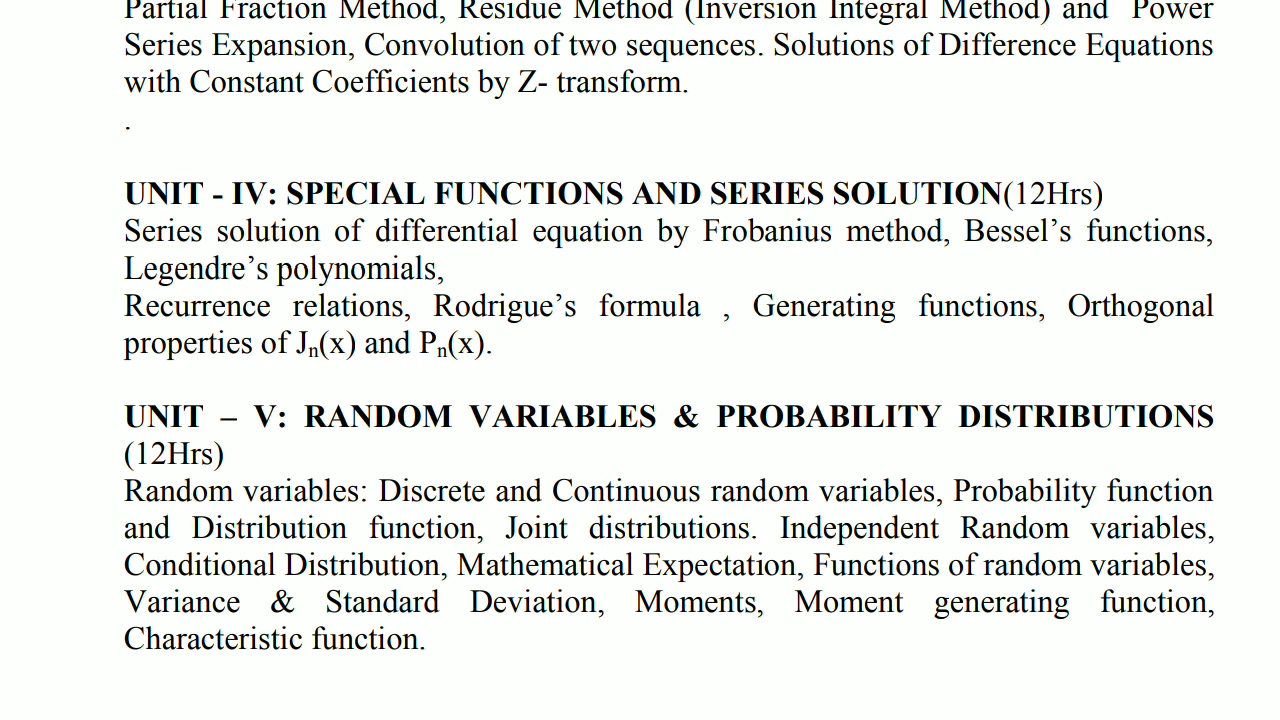 Partial Fraction Method, Residue Method (Inversion Integral Method) and Power
Series Expansion, Convolution of two sequences. Solutions of Difference Equations
with Constant Coefficients by Z- transform.
.
UNIT - IV: SPECIAL FUNCTIONS AND SERIES SOLUTION(12Hrs)
Series solution of differential equation by Frobanius method, Bessel’s functions,
Legendre’s polynomials,
Recurrence relations, Rodrigue’s formula , Generating functions, Orthogonal
properties of Jn(x) and Pn(x).
UNIT – V: RANDOM VARIABLES & PROBABILITY DISTRIBUTIONS
(12Hrs)
Random variables: Discrete and Continuous random variables, Probability function
and Distribution function, Joint distributions. Independent Random variables,
Conditional Distribution, Mathematical Expectation, Functions of random variables,
Variance & Standard Deviation, Moments, Moment generating function,
Characteristic function.